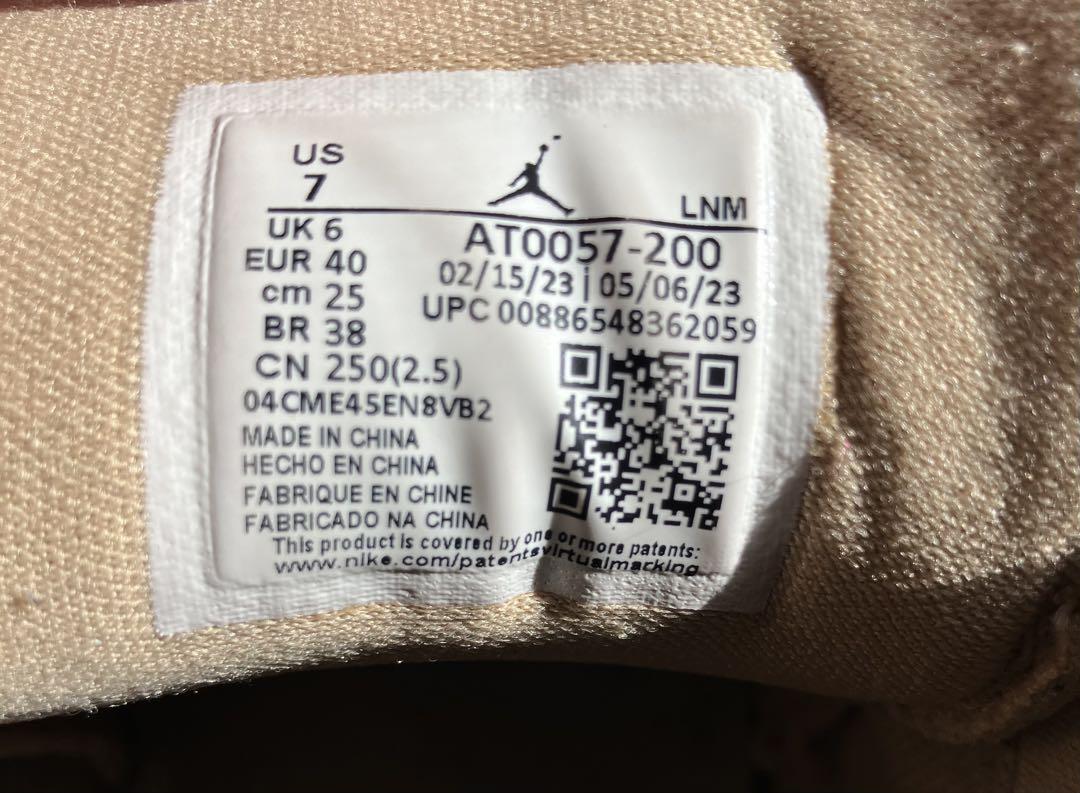 US
7
LNM
UK 6
EUR 40
cm 25
BR 38
CN 250(2.5)
04CME45EN8VB2
AT0057-200
02/15/23 | 05/06/23
UPC 00886548362059
MADE IN CHINA
HECHO EN CHINA
FABRIQUE EN CHINE
FABRICADO NA CHINA
This product is covered by one or more patents:
www.nike.com/patentsvirtualmarking